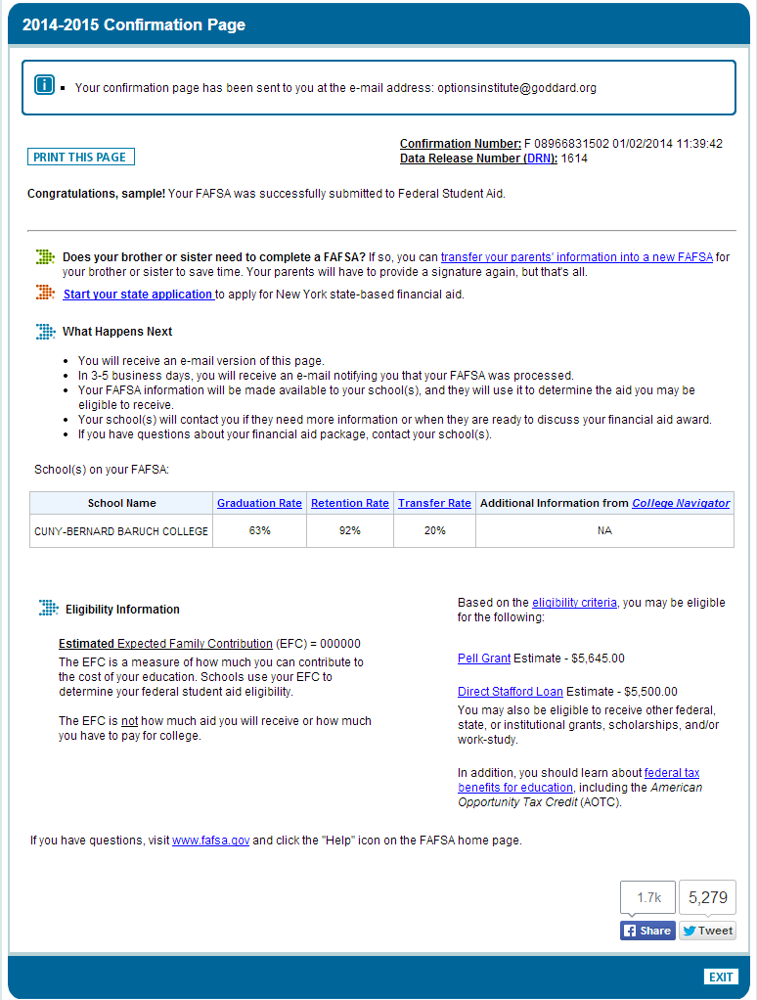 2014-2015 Confirmation Page
Your confirmation page has been sent to you at the e-mail address: optionsinstitute@goddard.org
PRINT THIS PAGE
Confirmation Number: F 08966831502 01/02/2014 11:39:42
Data Release Number (DRN): 1614
Congratulations, sample! Your FAFSA was successfully submitted to Federal Student Aid.
Does your brother or sister need to complete a FAFSA? If so, you can transfer your parents' information into a new FAFSA for
your brother or sister to save time. Your parents will have to provide a signature again, but that's all.
Start your state application to apply for New York state-based financial aid.
What Happens Next
• You will receive an e-mail version of this page.
• In 3-5 business days, you will receive an e-mail notifying you that your FAFSA was processed.
• Your FAFSA information will be made available to your school(s), and they will use it to determine the aid you may be
eligible to receive.
• Your school(s) will contact you if they need more information or when they are ready to discuss your financial aid award.
• If you have questions about your financial aid package, contact your school(s).
School(s) on your FAFSA:
School Name Graduation Rate Retention Rate Transfer Rate Additional Information from College Navigator
CUNY-BERNARD BARUCH COLLEGE 63% 92% 20% NA
Eligibility Information
Estimated Expected Family Contribution (EFC) = 000000
The EFC is a measure of how much you can contribute to
the cost of your education. Schools use your EFC to
determine your federal student aid eligibility.
The EFC is not how much aid you will receive or how much
you have to pay for college.
Based on the eligibility criteria, you may be eligible
for the following:
Pell Grant Estimate - $5,645.00
Direct Stafford Loan Estimate - $5,500.00
You may also be eligible to receive other federal,
state, or institutional grants, scholarships, and/or
work-study.
In addition, you should learn about federal tax
benefits for education, including the American
Opportunity Tax Credit (AOTC).
If you have questions, visit www.fafsa.gov and click the "Help" icon on the FAFSA home page.
1.7k 5,279
Share Tweet
EXIT